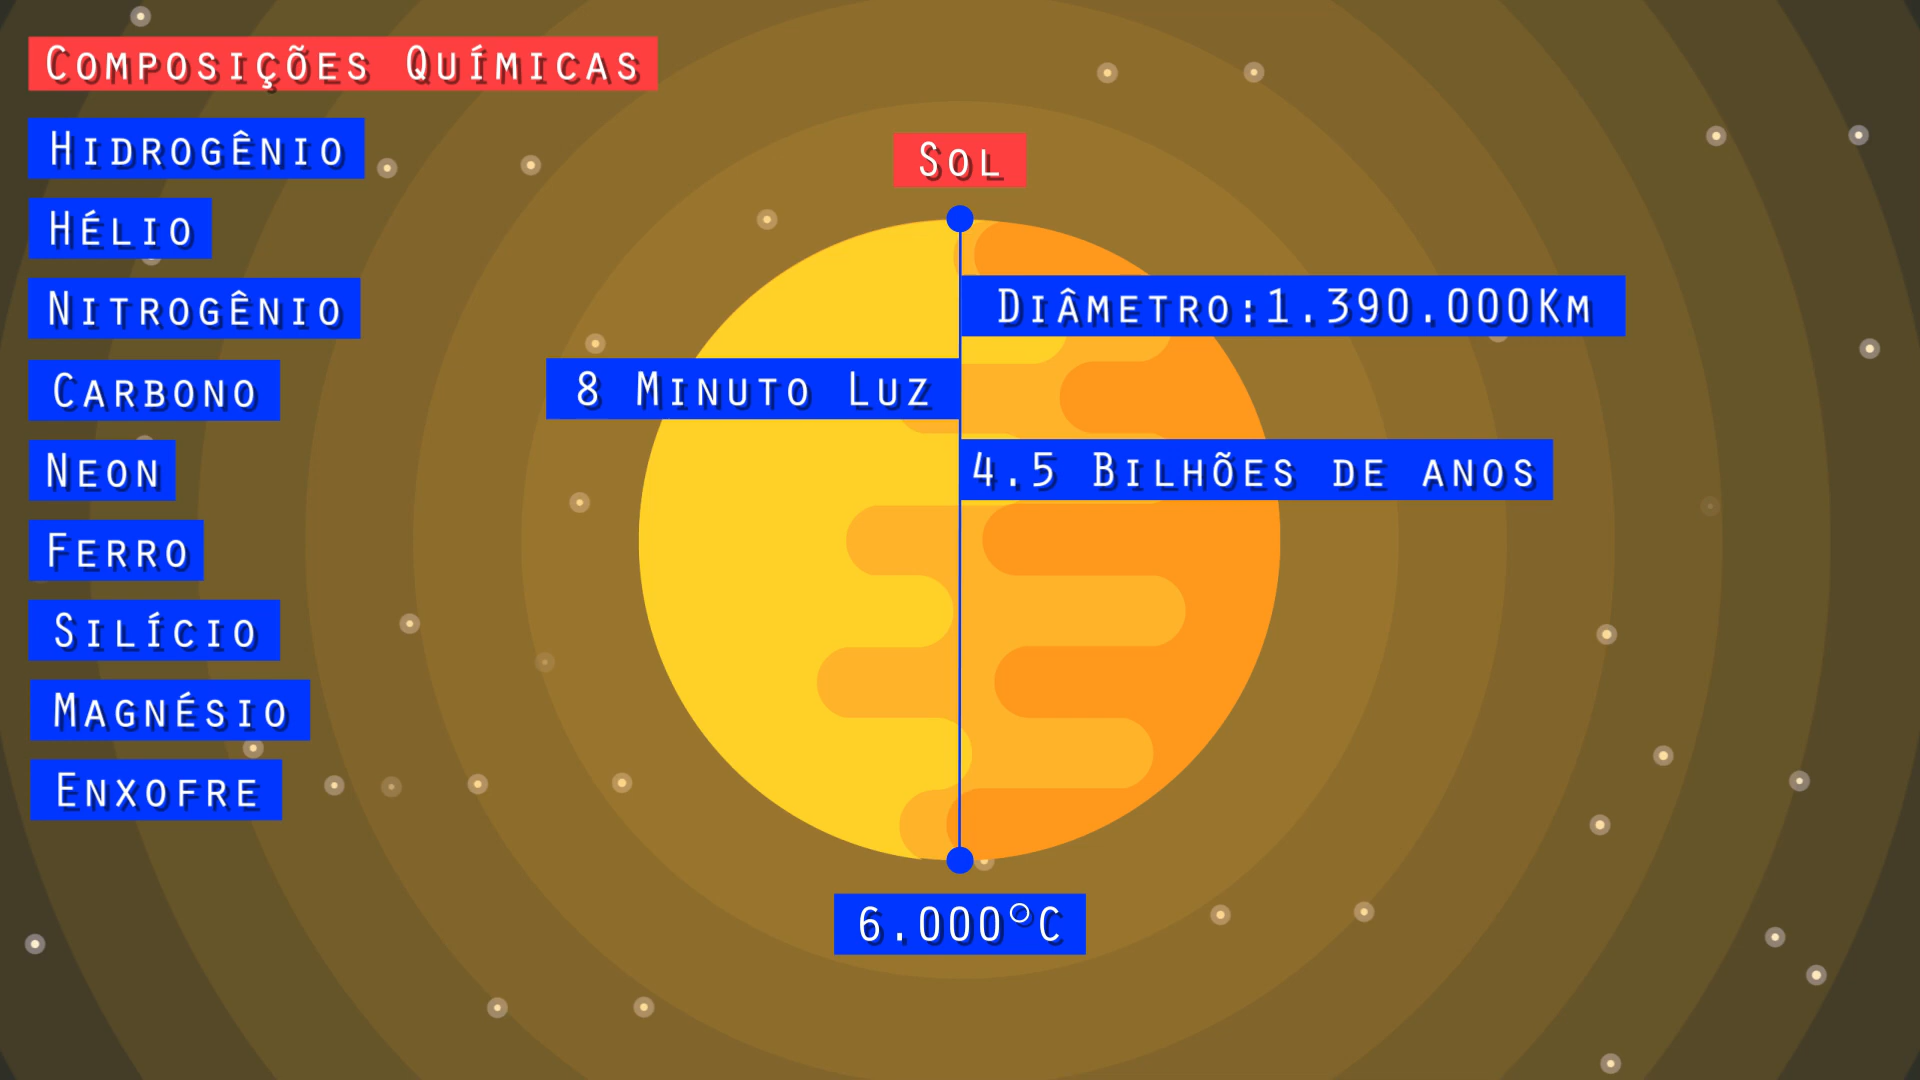 Composições Químicas
Hidrogênio
Hélio
Nitrogênio
Carbono
Neon
Ferro
Silício
Magnésio
Enxofre
Sol
Diâmetro:1.390.000Km
8 Minuto Luz
4.5 Bilhões de anos
6.000°C